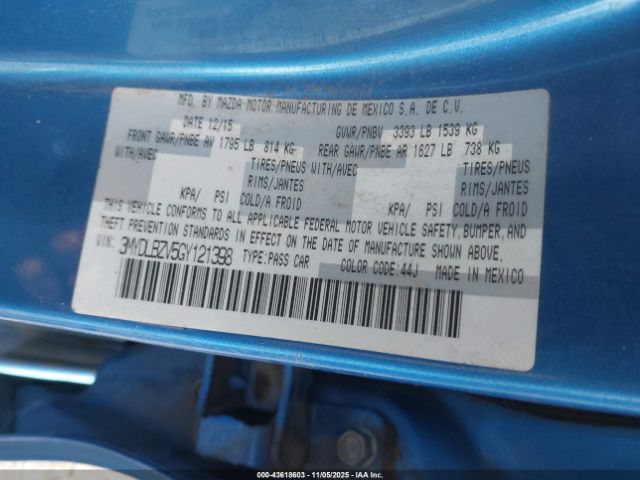 MFD. BY MAZDA MOTOR MANUFACTURING DE MEXICO S.A. DE C.V.
DATE 12/15 GVWR/PNBV 3393 LB 1539 KG
FRONT GAWR/PNBE AV 1795 LB 814 KG REAR GAWR/PNBE AR 1627 LB 738 KG
WITH/AVEC TIRES/PNEUS WITH/AVEC TIRES/PNEUS
RIMS/JANTES RIMS/JANTES
KPA/ PSI COLD/A FROID KPA/ PSI COLD/A FROID
THIS VEHICLE CONFORMS TO ALL APPLICABLE FEDERAL MOTOR VEHICLE SAFETY, BUMPER, AND
THEFT PREVENTION STANDARDS IN EFFECT ON THE DATE OF MANUFACTURE SHOWN ABOVE.
VIN: 3MYDLBZV5GY121398 TYPE:PASS CAR COLOR CODE:44J MADE IN MEXICO
000-43618603 - 11/05/2025 - IAAI.com